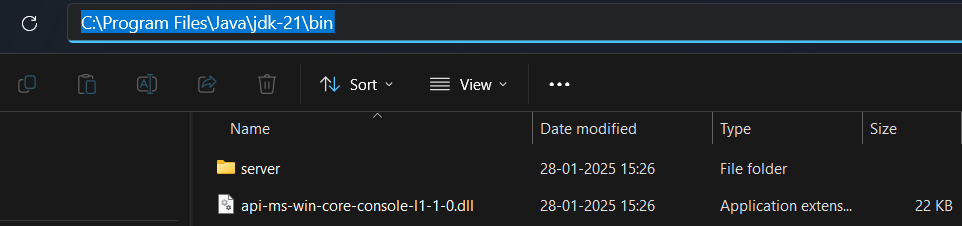 C:\Program Files\Java\jdk-21\bin
Sort View
Name Date modified Type Size
server 28-01-2025 15:26 File folder
api-ms-win-core-console-l1-1-0.dll 28-01-2025 15:26 Application extens... 22 KB